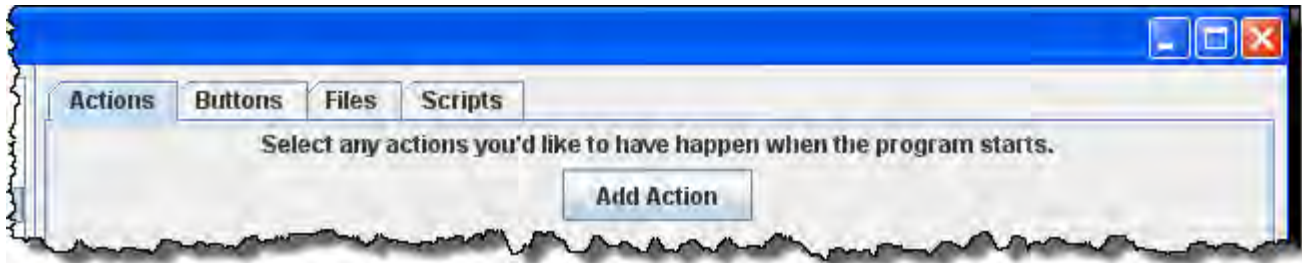 Actions Buttons Files Scripts
Select any actions you'd like to have happen when the program starts.
Add Action